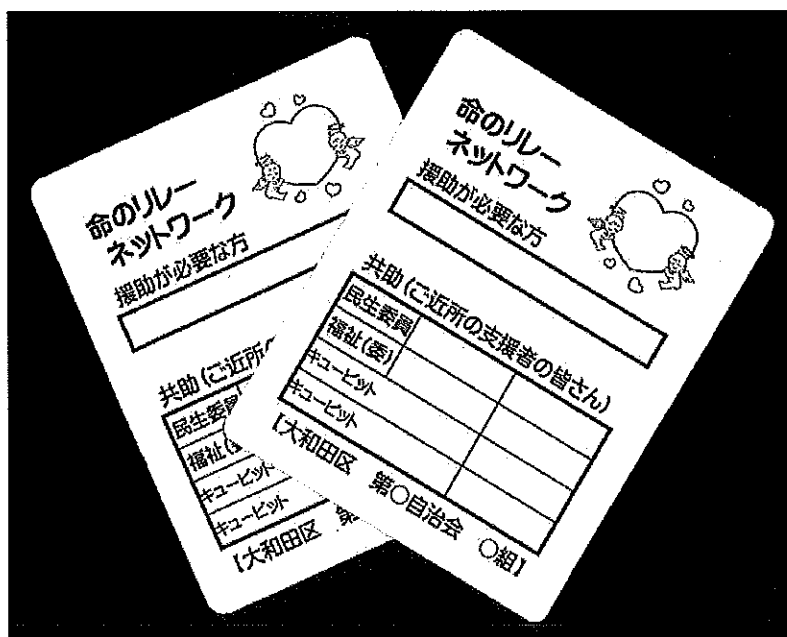 命のリレー
ネットワーク
援助が必要な方
共助(ご近所の
民生委員
福祉(
キューピット
キューピット
【大和田区
命のリレー
ネットワーク
援助が必要な方
共助(ご近所の支援者の皆さん)
民生委員
福祉(委)
キューピット
キューピット
【大和田区 第○自治会 ○組】